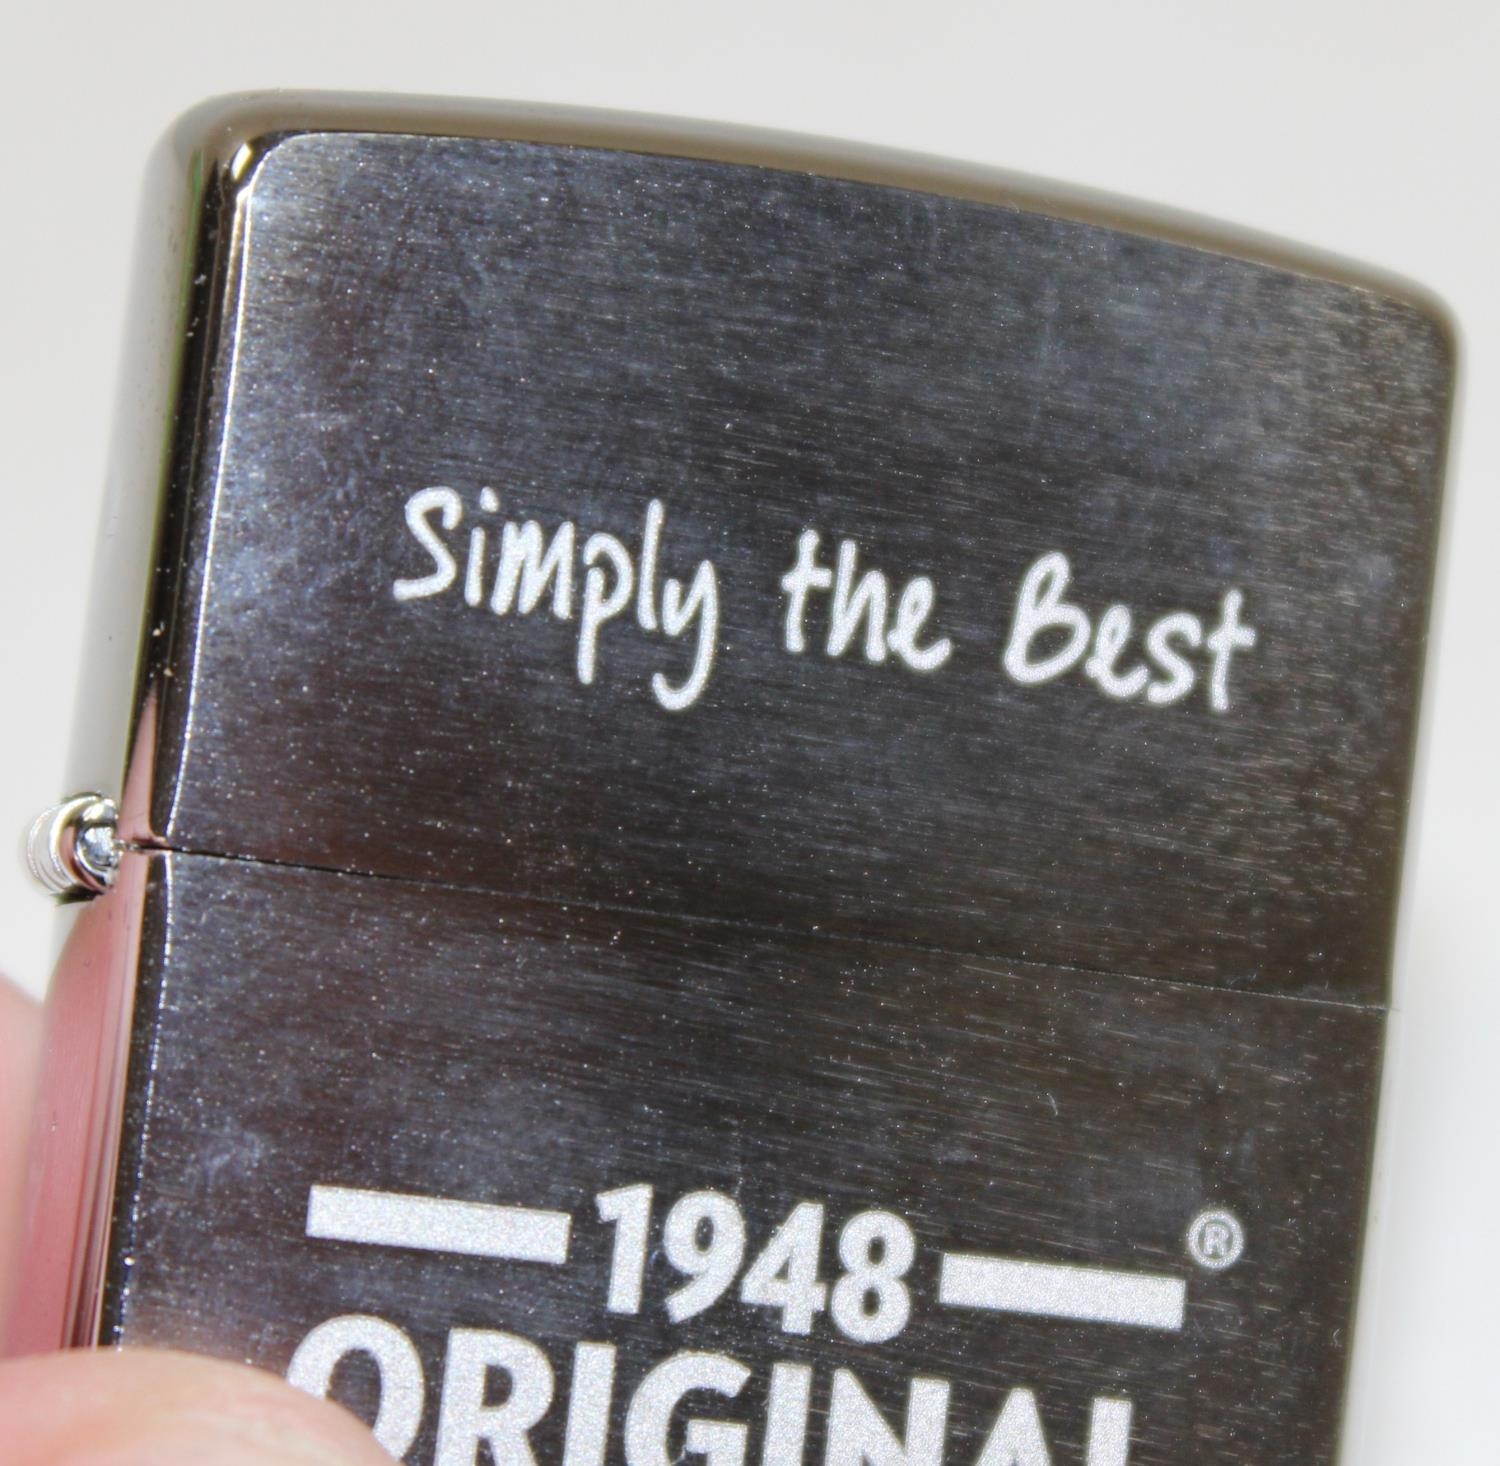 Simply the Best
1948 ®
ORIGINAL